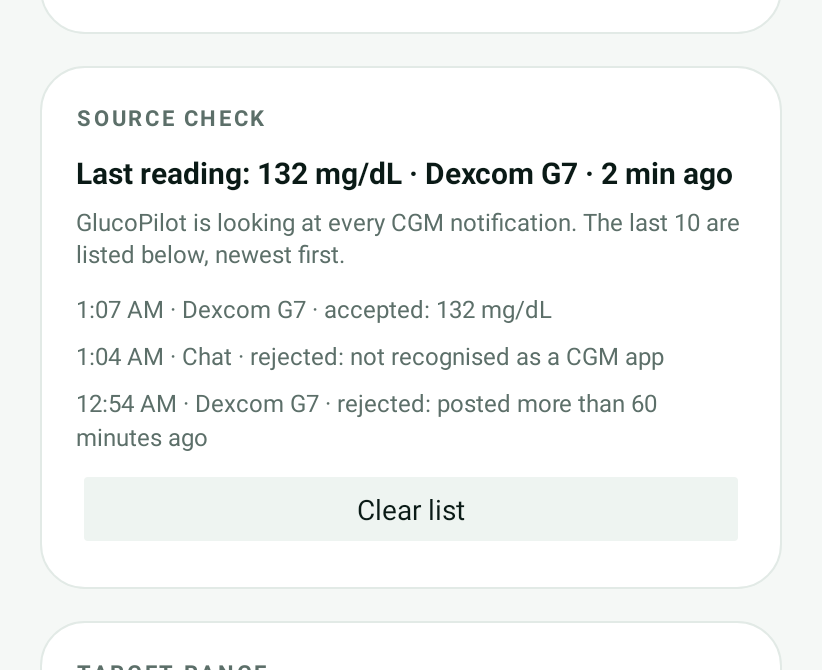 SOURCE CHECK
Last reading: 132 mg/dL · Dexcom G7 · 2 min ago
GlucoPilot is looking at every CGM notification. The last 10 are
listed below, newest first.
1:07 AM · Dexcom G7 · accepted: 132 mg/dL
1:04 AM · Chat · rejected: not recognised as a CGM app
12:54 AM · Dexcom G7 · rejected: posted more than 60
minutes ago
Clear list
TARGET RANGE